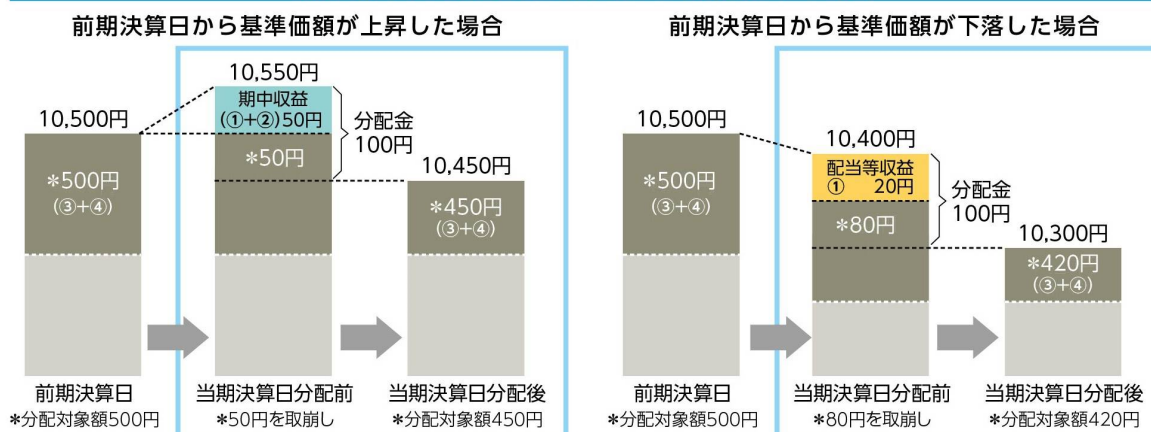 前期決算日から基準価額が上昇した場合
10,500円
*500円
(③+④)
10,550円
期中収益
(①+②)50円
*50円
分配金
100円
10,450円
*450円
(③+④)
前期決算日
*分配対象額500円
当期決算日分配前
*50円を取崩し
当期決算日分配後
*分配対象額450円
前期決算日から基準価額が下落した場合
10,500円
*500円
(③+④)
10,400円
配当等収益
① 20円
*80円
分配金
100円
10,300円
*420円
(③+④)
前期決算日
*分配対象額500円
当期決算日分配前
*80円を取崩し
当期決算日分配後
*分配対象額420円